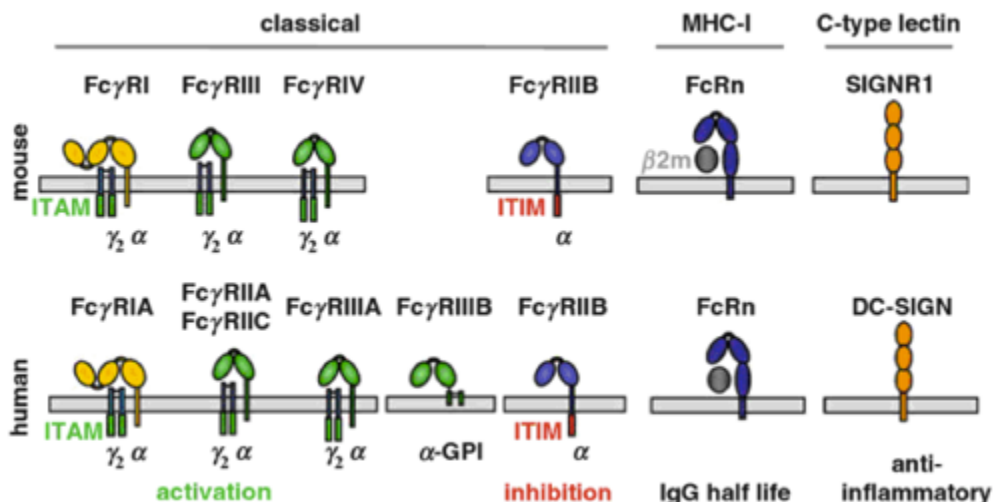 classical MHC-I C-type lectin
FcγRI FcγRIII FcγRIV FcγRIIB FcRn SIGNR1
mouse
β2m
ITAM ITIM
γ₂ α γ₂ α γ₂ α α
FcγRIA FcγRIIA FcγRIIIA FcγRIIIB FcγRIIB FcRn DC-SIGN
FcγRIIC
human
ITAM ITIM
γ₂ α γ₂ α γ₂ α α-GPI α
activation inhibition IgG half life anti-
inflammatory